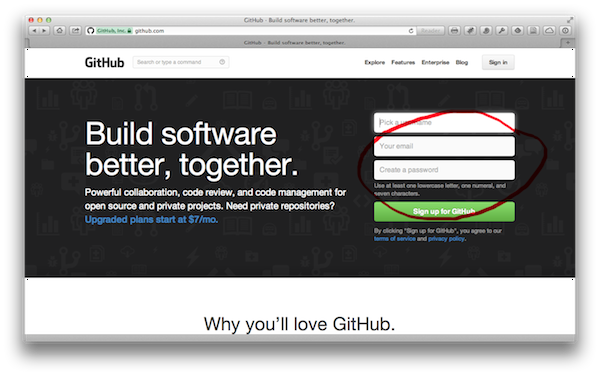 GitHub · Build software better, together.
GitHub, Inc.
github.com
Reader
GitHub · Build software better, together.
GitHub
Search or type a command
Explore
Features
Enterprise
Blog
Sign in
Build software
better, together.
Powerful collaboration, code review, and code management for
open source and private projects. Need private repositories?
Upgraded plans start at $7/mo.
Pick a username
Your email
Create a password
Use at least one lowercase letter, one numeral, and
seven characters.
Sign up for GitHub
By clicking "Sign up for GitHub", you agree to our
terms of service and privacy policy.
Why you'll love GitHub.